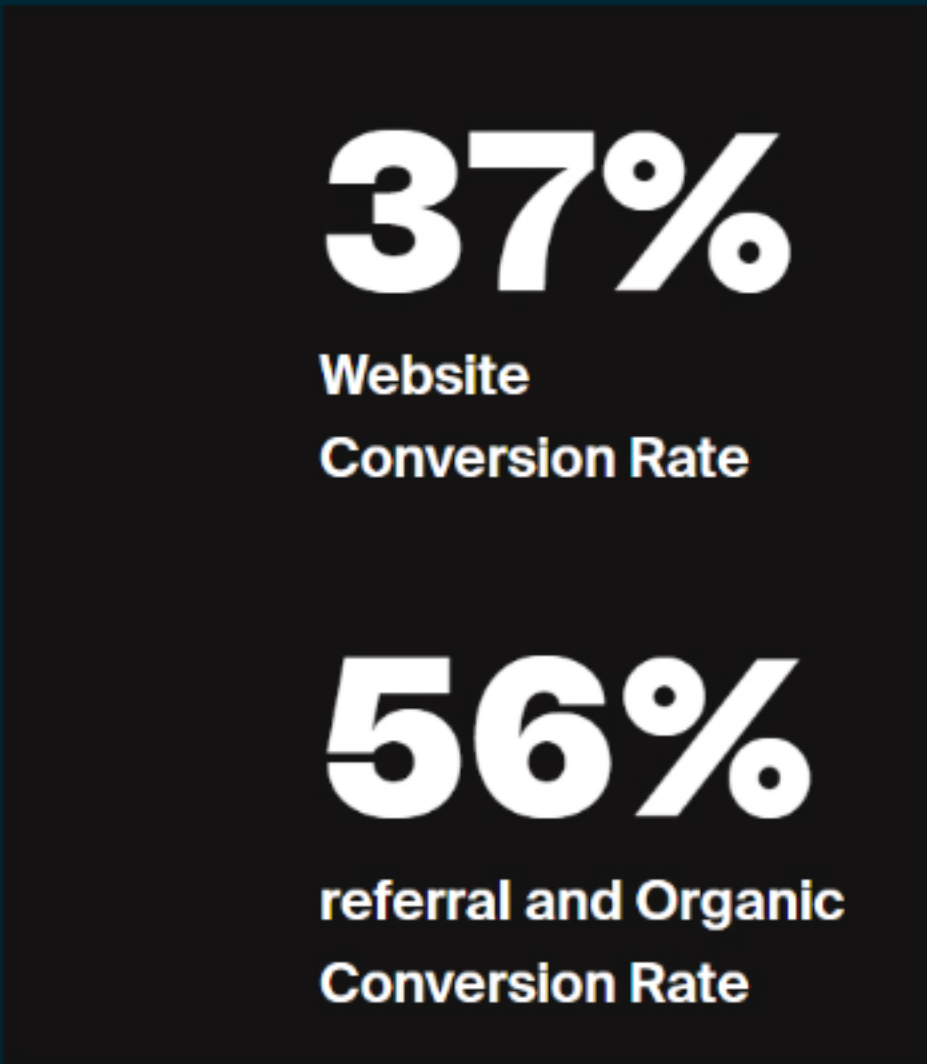 37%
Website
Conversion Rate
56%
referral and Organic
Conversion Rate